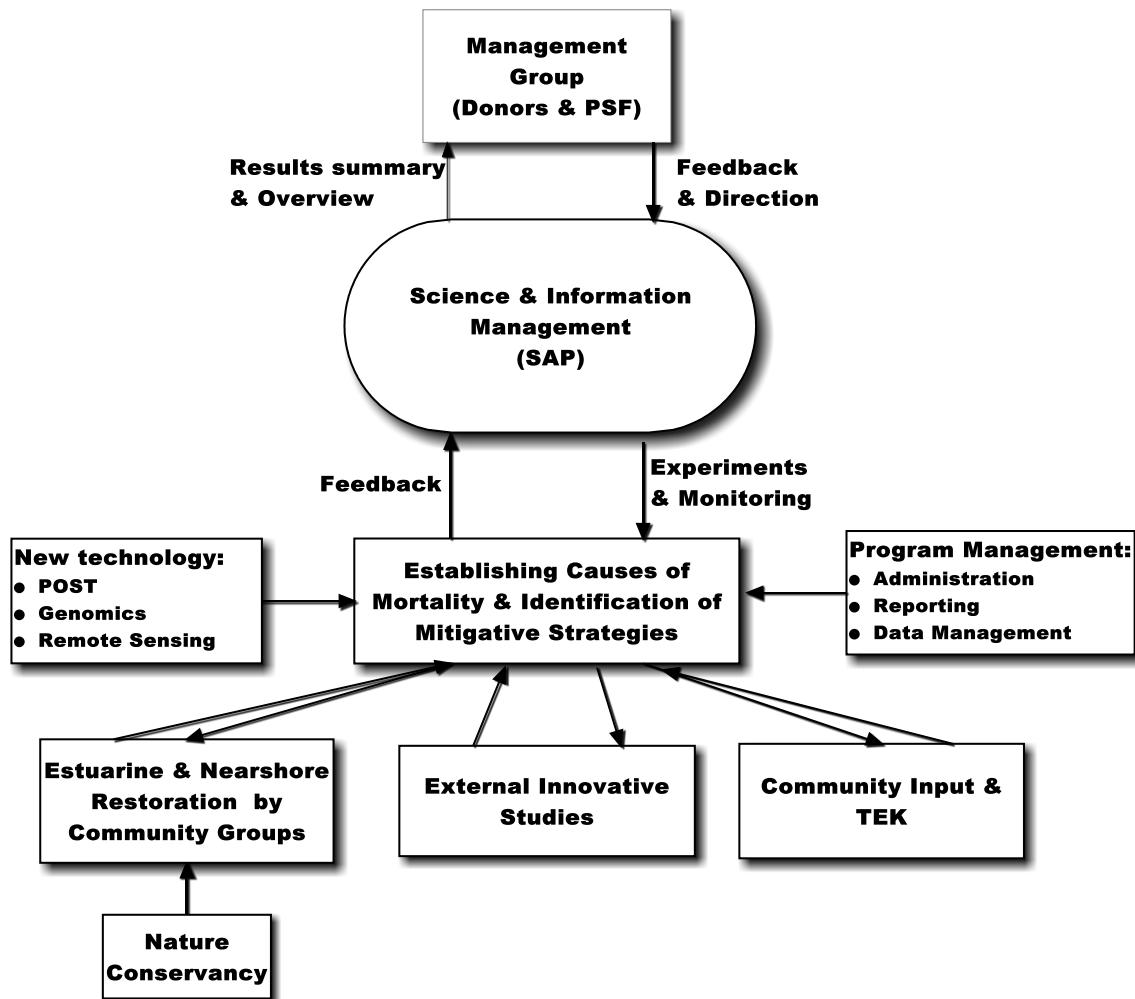 Management
Group
(Donors & PSF)
Results summary
& Overview
Feedback
& Direction
Science & Information
Management
(SAP)
Feedback
Experiments
& Monitoring
New technology:
● POST
● Genomics
● Remote Sensing
Establishing Causes of
Mortality & Identification of
Mitigative Strategies
Program Management:
● Administration
● Reporting
● Data Management
Estuarine & Nearshore
Restoration by
Community Groups
External Innovative
Studies
Community Input &
TEK
Nature
Conservancy